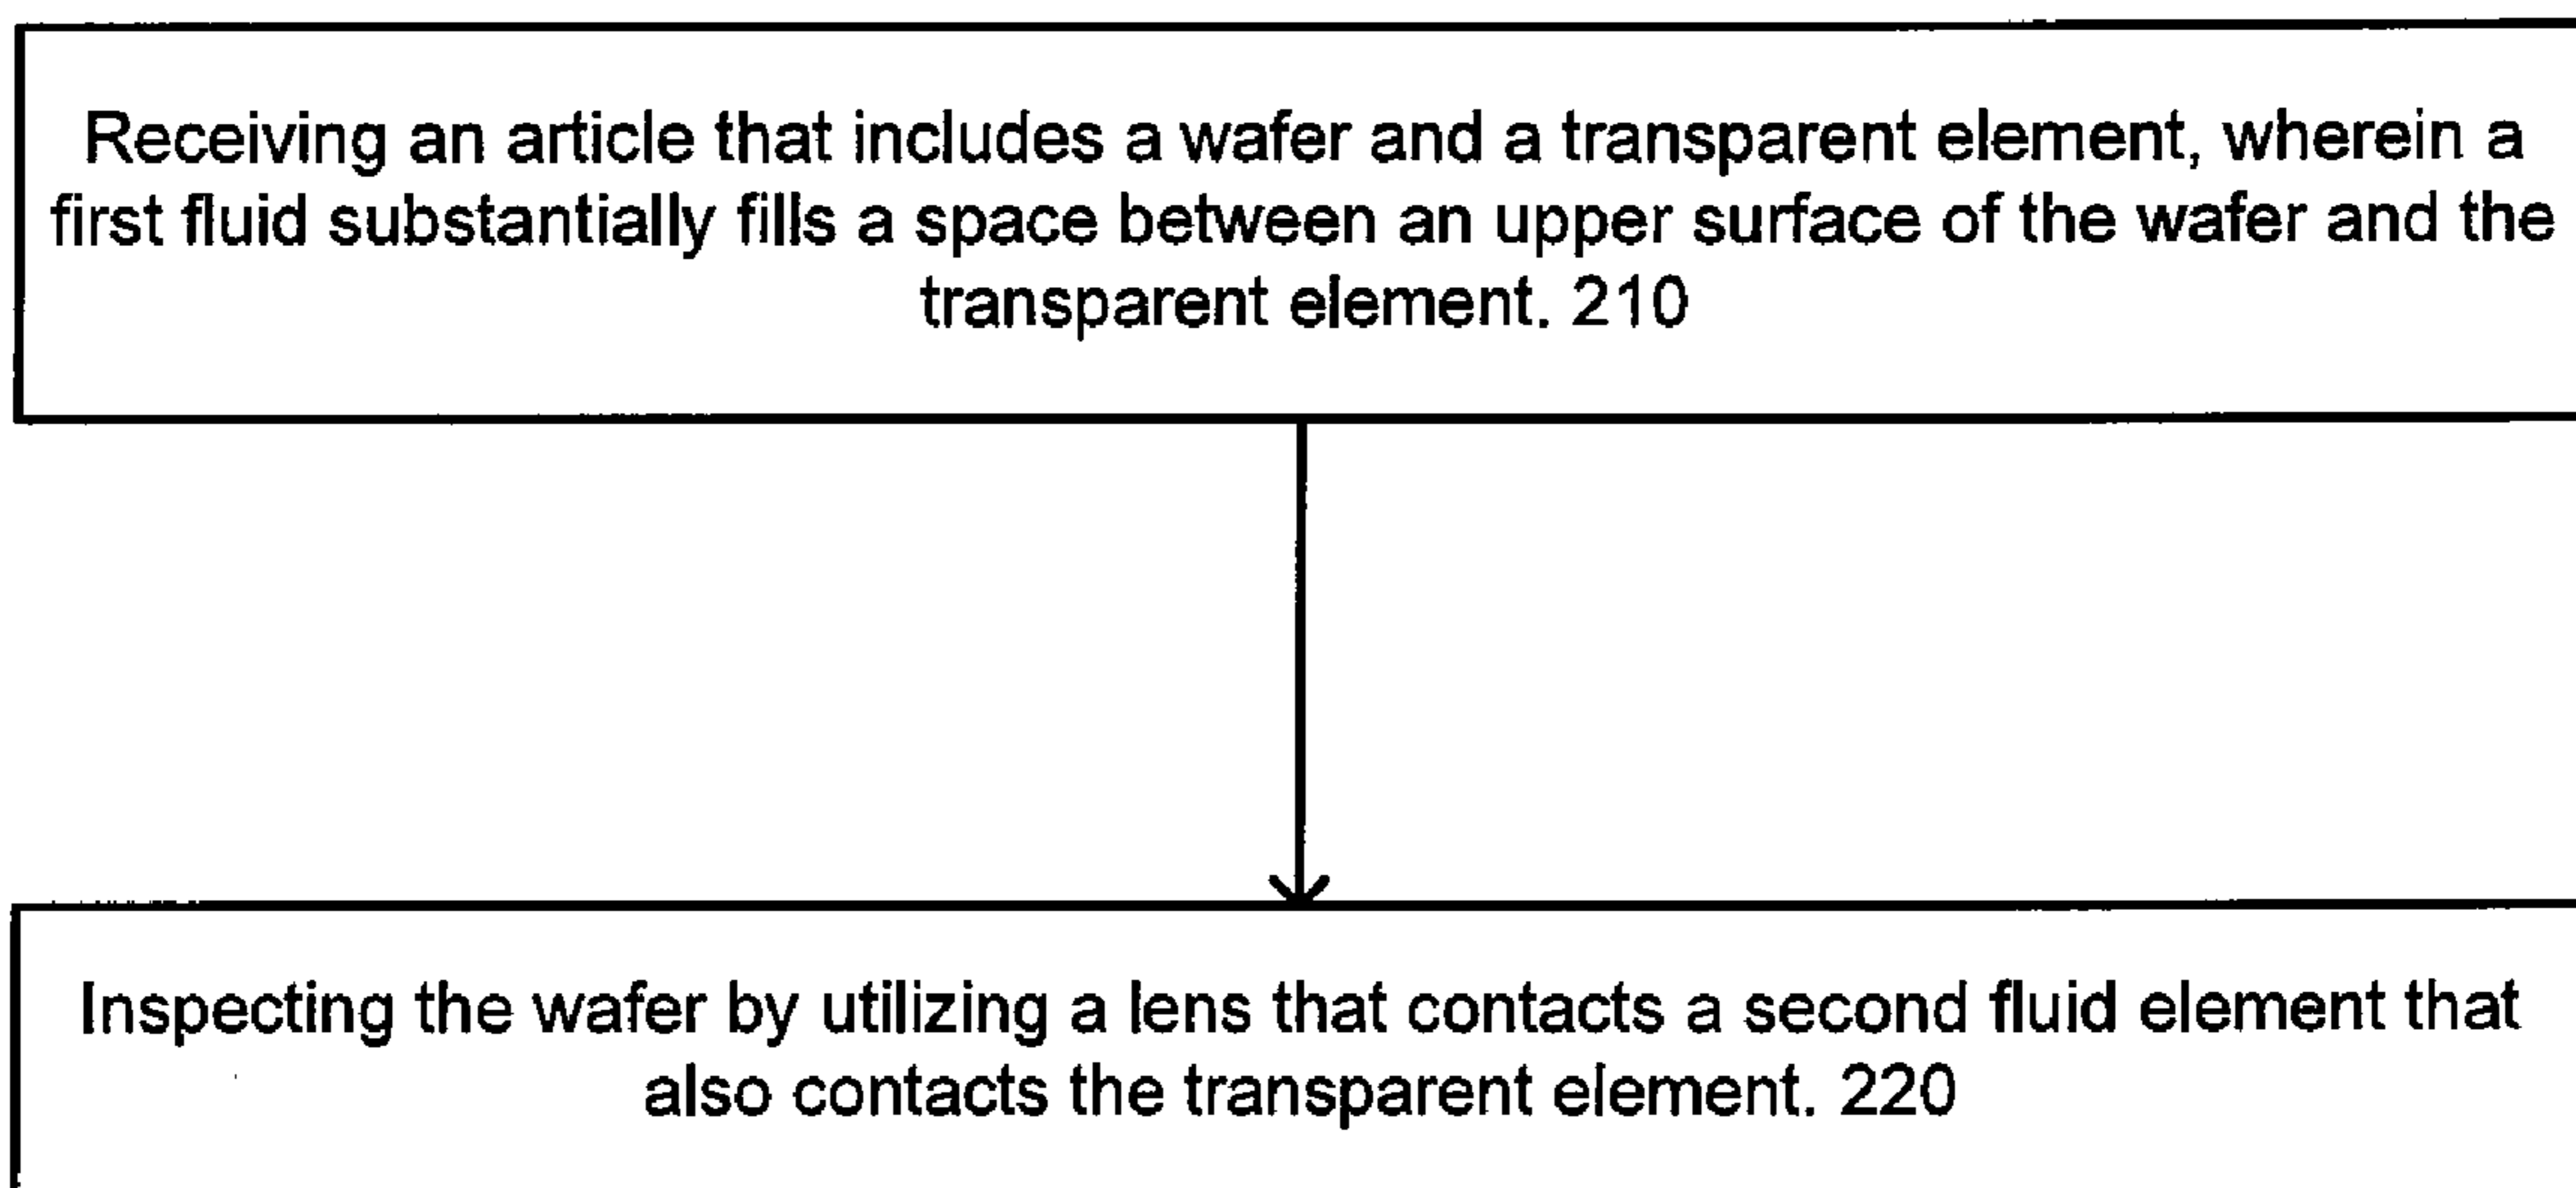 Receiving an article that includes a wafer and a transparent element, wherein a
first fluid substantially fills a space between an upper surface of the wafer and the
transparent element. 210
Inspecting the wafer by utilizing a lens that contacts a second fluid element that
also contacts the transparent element. 220